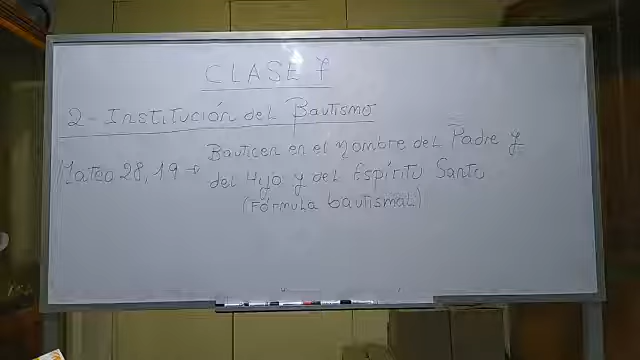 CLASE 7
2-Institución del Bautismo
Bauticen en el nombre del Padre y
Mateo 28, 19 → del Hijo y del Espíritu Santo
(Fórmula bautismal)